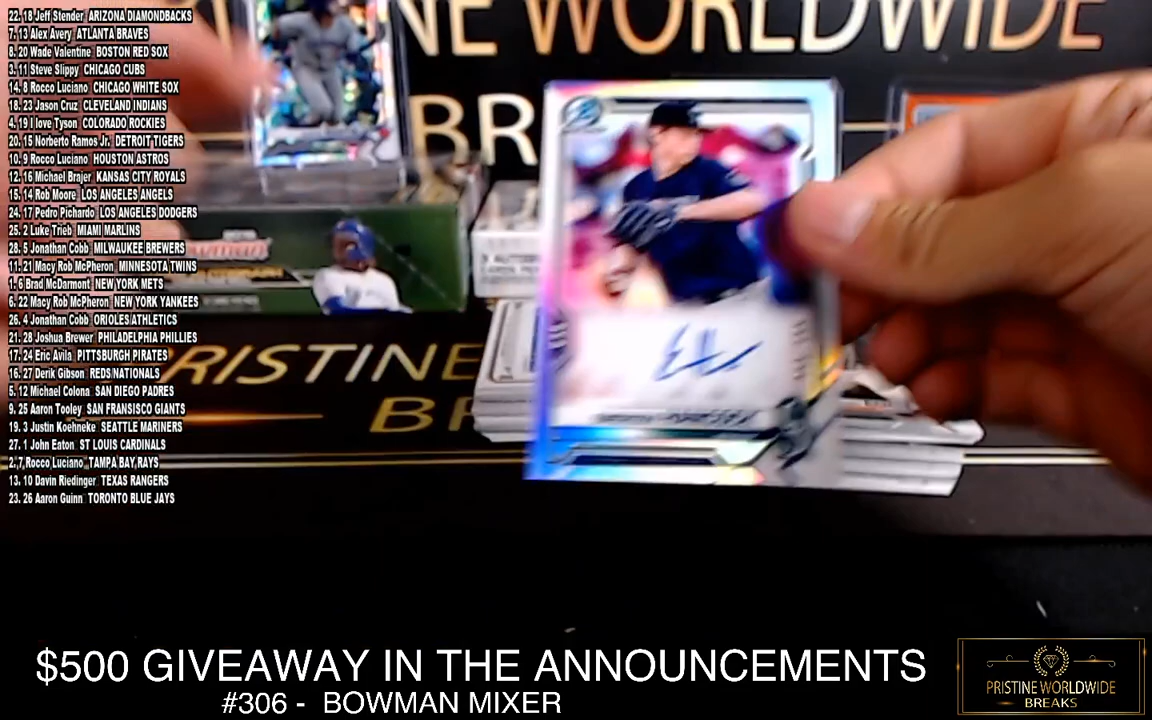 22. 18 Jeff Stender ARIZONA DIAMONDBACKS
7. 13 Alex Avery ATLANTA BRAVES
8. 20 Wade Valentine BOSTON RED SOX
3. 11 Steve Slippy CHICAGO CUBS
14. 8 Rocco Luciano CHICAGO WHITE SOX
18. 23 Jason Cruz CLEVELAND INDIANS
4. 19 I love Tyson COLORADO ROCKIES
20. 15 Norberto Ramos Jr. DETROIT TIGERS
10. 9 Rocco Luciano HOUSTON ASTROS
12. 16 Michael Brajer KANSAS CITY ROYALS
15. 14 Rob Moore LOS ANGELES ANGELS
24. 17 Pedro Pichardo LOS ANGELES DODGERS
25. 2 Luke Trieb MIAMI MARLINS
28. 5 Jonathan Cobb MILWAUKEE BREWERS
11. 21 Macy Rob McPheron MINNESOTA TWINS
1. 6 Brad McDarmont NEW YORK METS
6. 22 Macy Rob McPheron NEW YORK YANKEES
26. 4 Jonathan Cobb ORIOLES/ATHLETICS
21. 28 Joshua Brewer PHILADELPHIA PHILLIES
17. 24 Eric Avila PITTSBURGH PIRATES
16. 27 Derik Gibson REDS/NATIONALS
5. 12 Michael Colona SAN DIEGO PADRES
9. 25 Aaron Tooley SAN FRANSISCO GIANTS
19. 3 Justin Koehneke SEATTLE MARINERS
27. 1 John Eaton ST LOUIS CARDINALS
2. 7 Rocco Luciano TAMPA BAY RAYS
13. 10 Davin Riedinger TEXAS RANGERS
23. 26 Aaron Guinn TORONTO BLUE JAYS
NE WORLDWIDE
BR
PRISTINE
BR
$500 GIVEAWAY IN THE ANNOUNCEMENTS
#306 - BOWMAN MIXER
PRISTINE WORLDWIDE
BREAKS